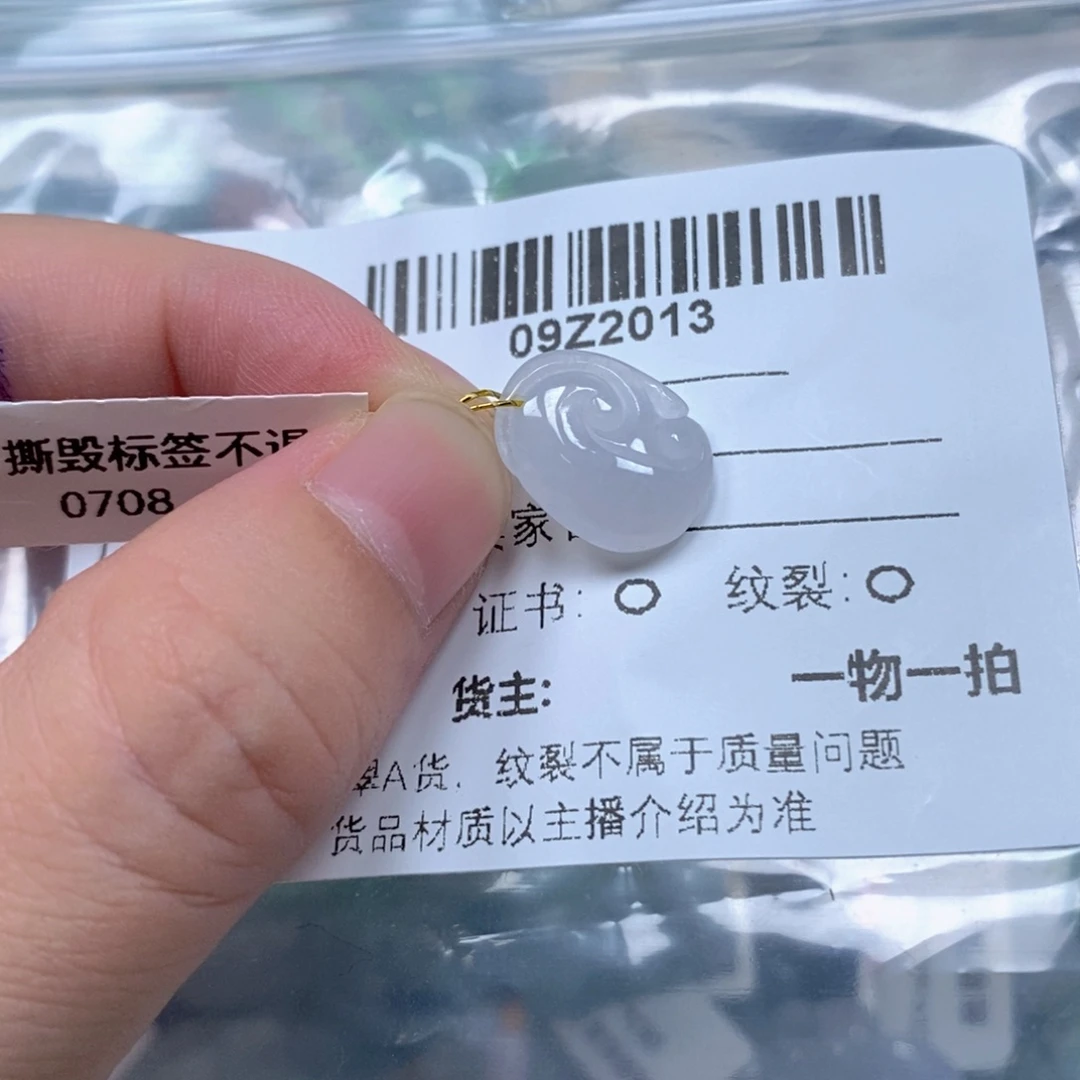 09Z2013
撕毁标签不退
0708
家
证书: 纹裂:
货主: 一物一拍
翠A货. 纹裂不属于质量问题
货品材质以主播介绍为准